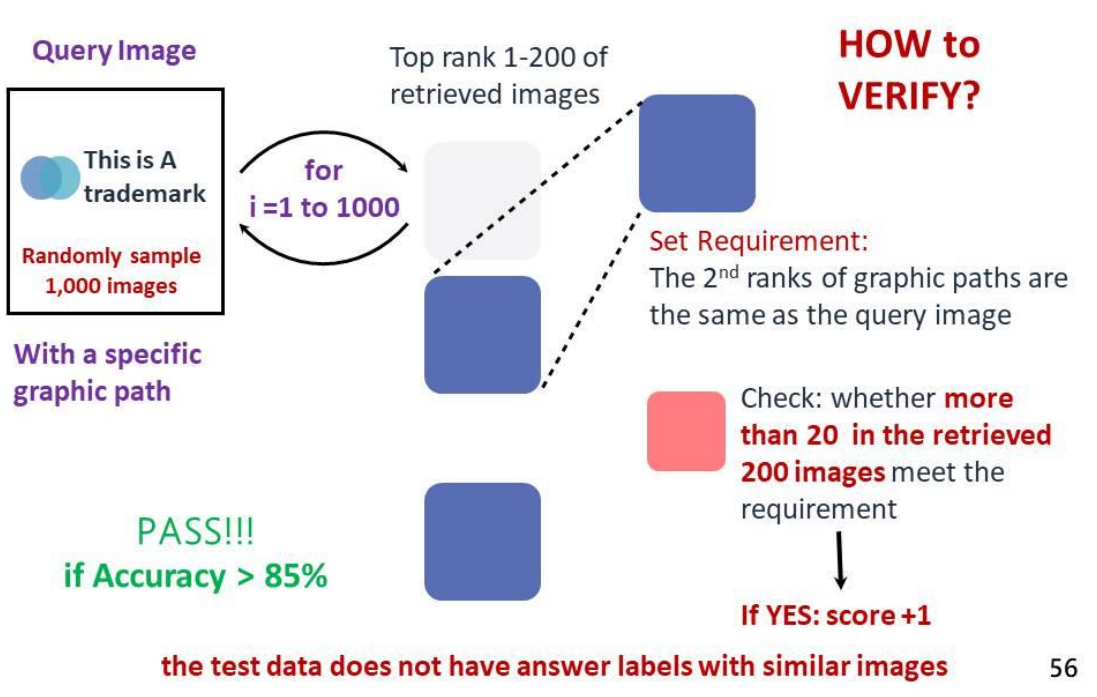 Query Image
This is A
trademark
Randomly sample
1,000 images
With a specific
graphic path
for
i =1 to 1000
Top rank 1-200 of
retrieved images
HOW to
VERIFY?
Set Requirement:
The 2nd ranks of graphic paths are
the same as the query image
Check: whether more
than 20 in the retrieved
200 images meet the
requirement
If YES: score +1
PASS!!!
if Accuracy > 85%
the test data does not have answer labels with similar images
56